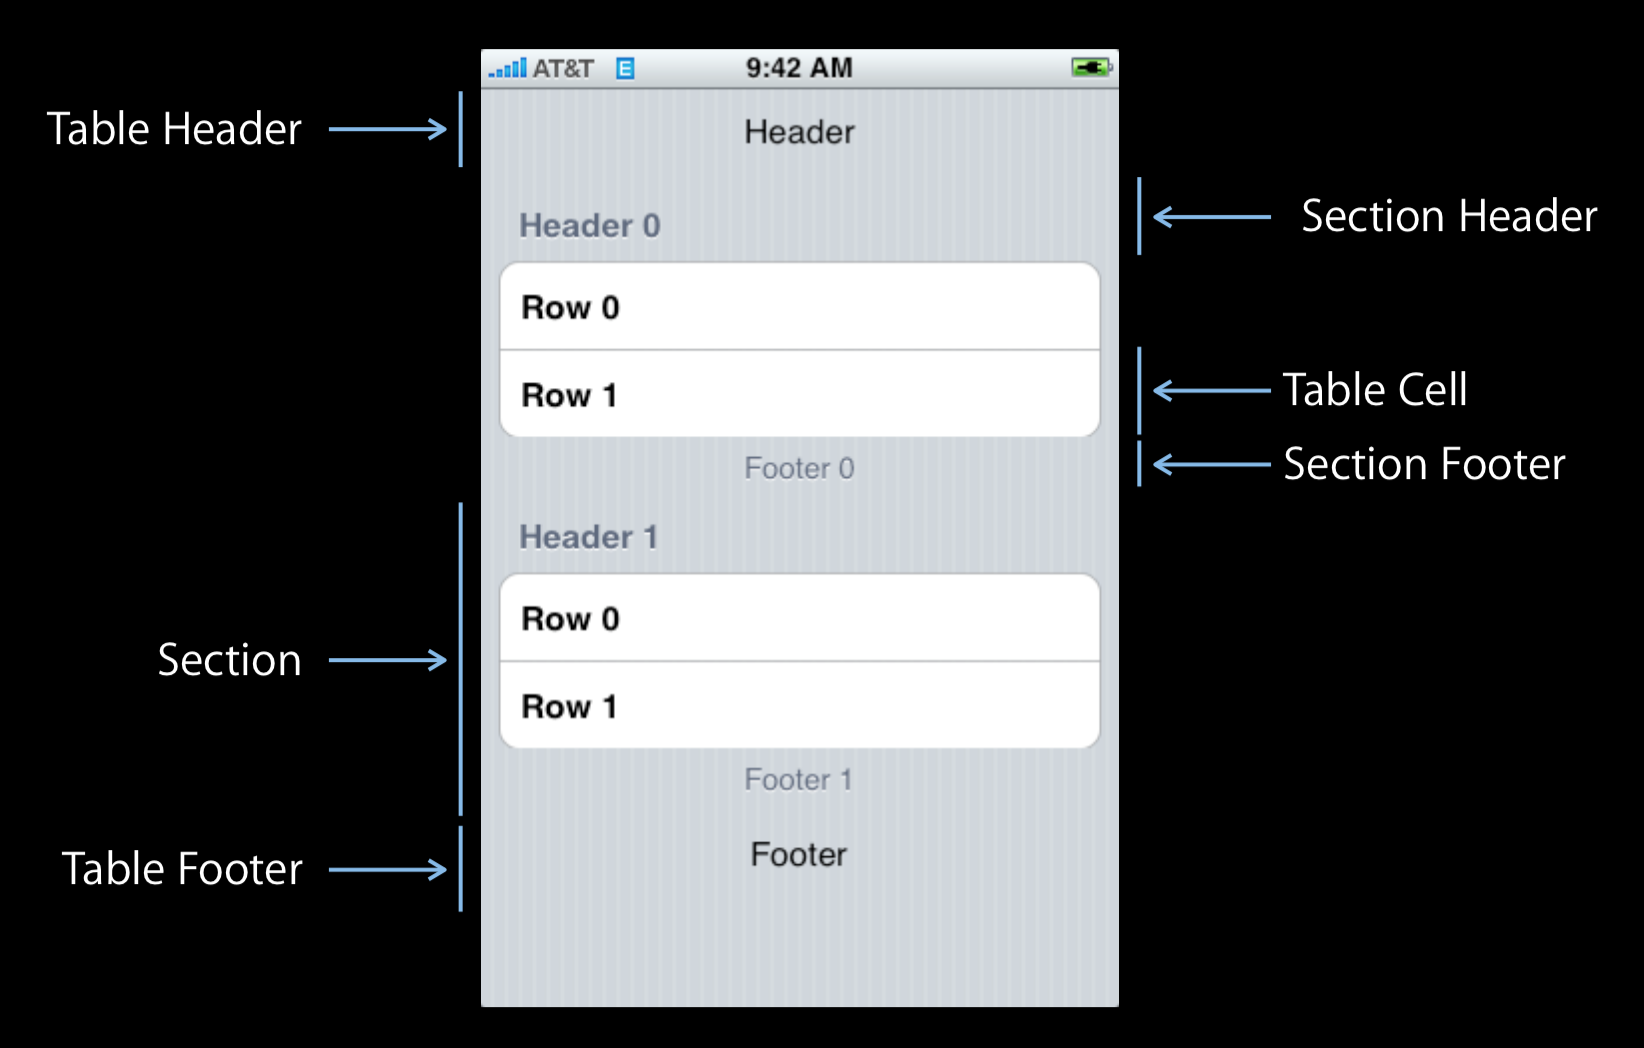 AT&T E 9:42 AM
Table Header
Header
Section Header
Header 0
Row 0
Row 1
Table Cell
Footer 0
Section Footer
Header 1
Row 0
Section
Row 1
Footer 1
Table Footer
Footer